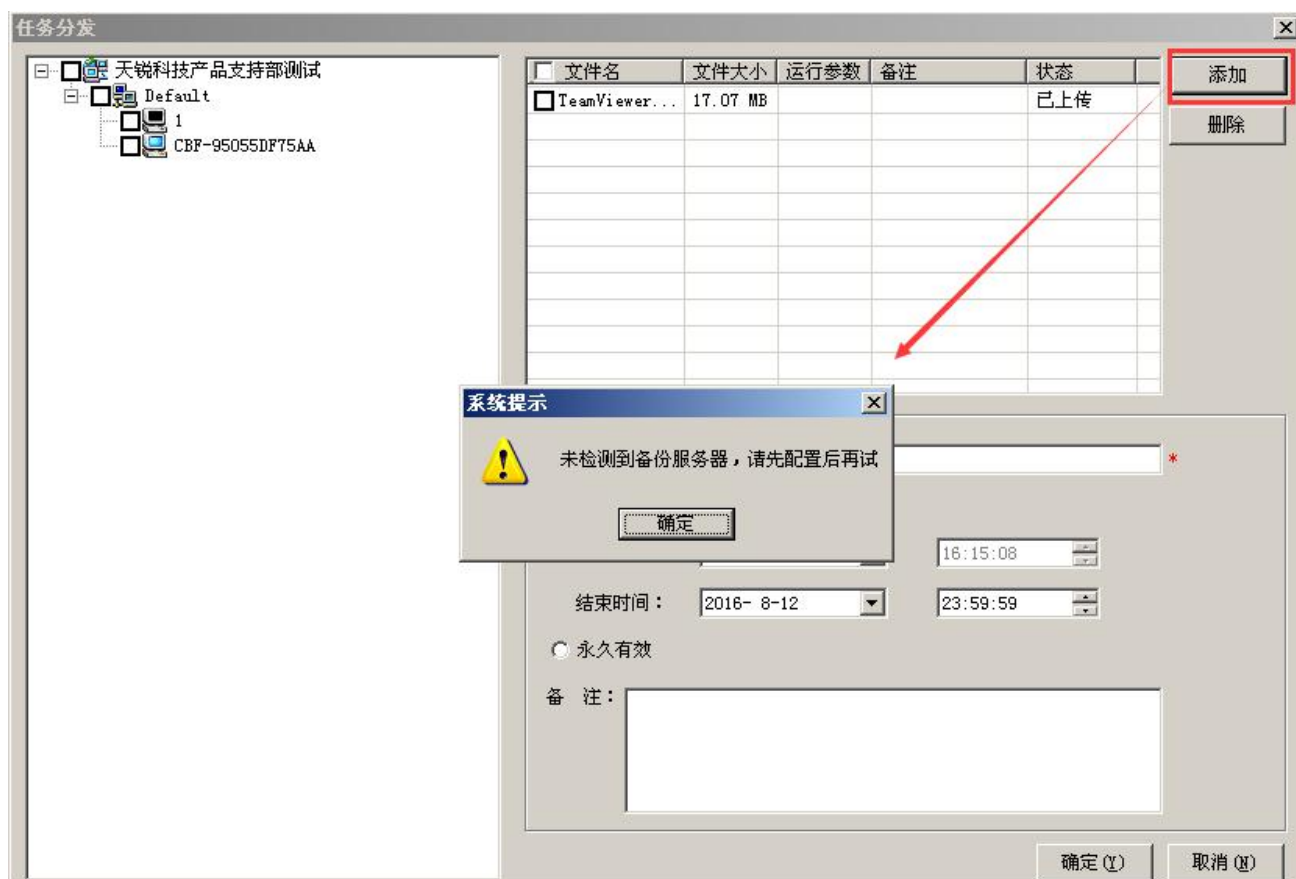 任务分发
天锐科技产品支持部测试
Default
1
CBF-95055DF75AA
文件名 文件大小 运行参数 备注 状态
TeamViewer... 17.07 MB 已上传
添加
删除
系统提示
未检测到备份服务器，请先配置后再试
确定
*
16:15:08
结束时间： 2016- 8-12 23:59:59
永久有效
备 注：
确定(Y) 取消(N)